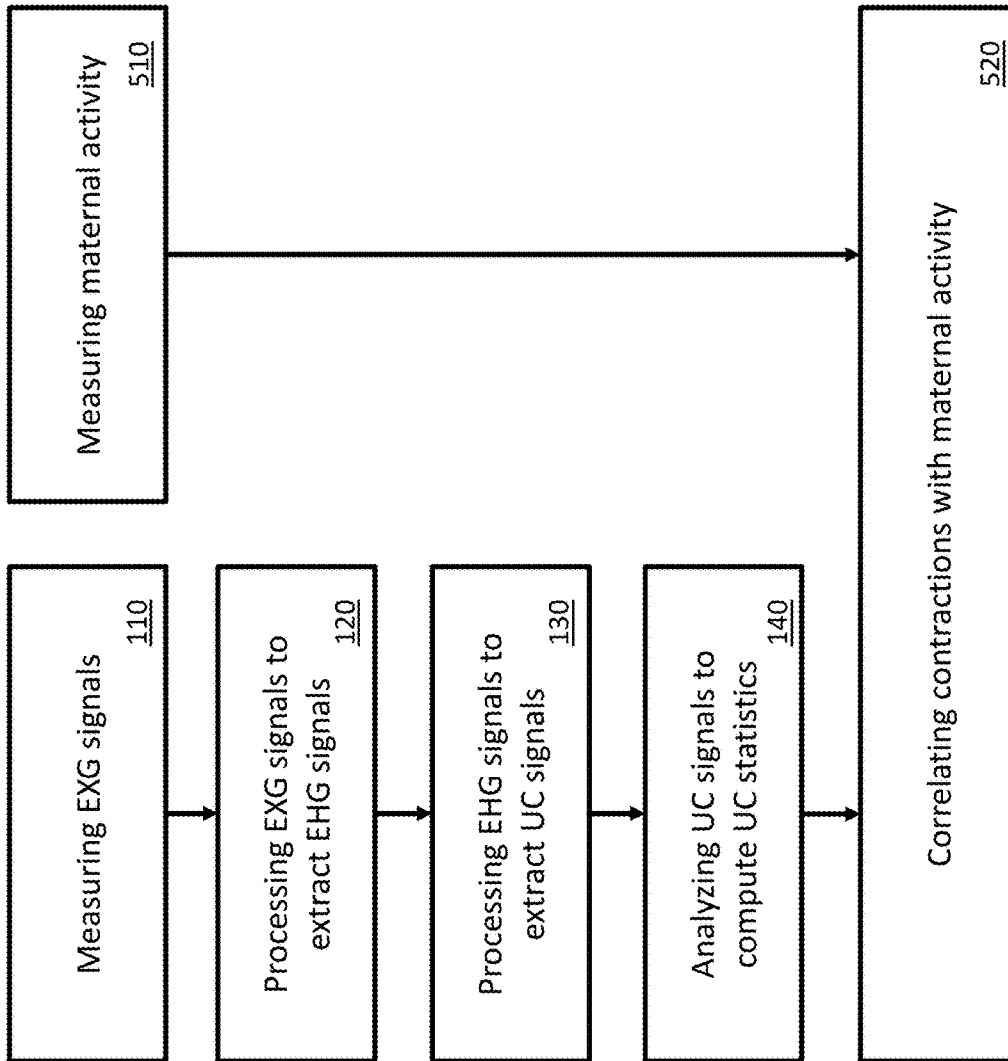 Measuring EXG signals
110
Processing EXG signals to
extract EHG signals
120
Processing EHG signals to
extract UC signals
130
Analyzing UC signals to
compute UC statistics
140
Measuring maternal activity
510
Correlating contractions with maternal activity
520